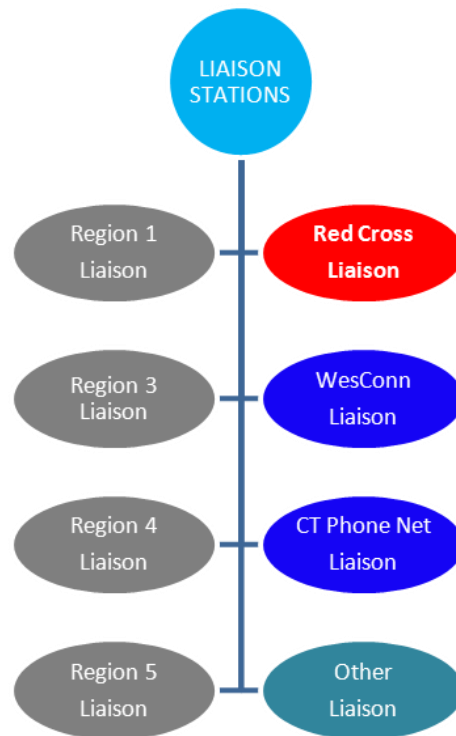 LIAISON
STATIONS
Region 1
Liaison
Red Cross
Liaison
Region 3
Liaison
WesConn
Liaison
Region 4
Liaison
CT Phone Net
Liaison
Region 5
Liaison
Other
Liaison